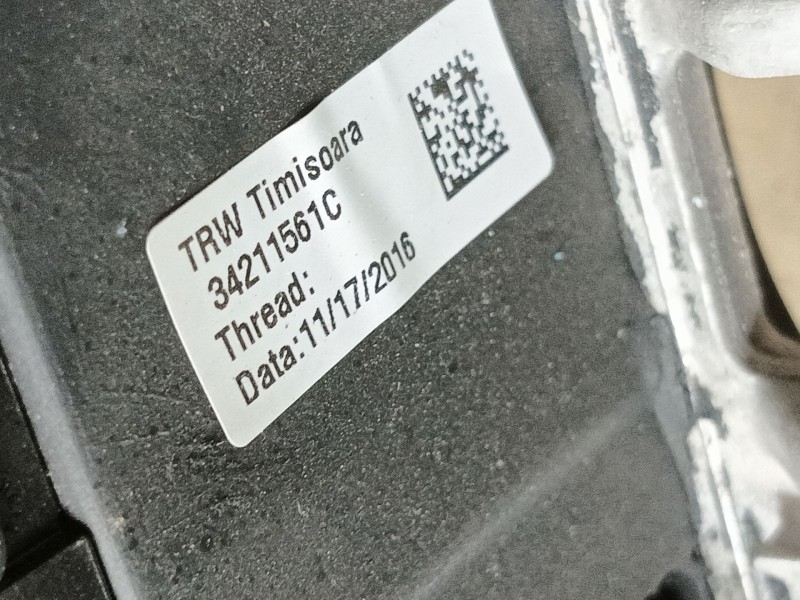 TRW Timisoara
34211561C
Thread:
Data:11/17/2016